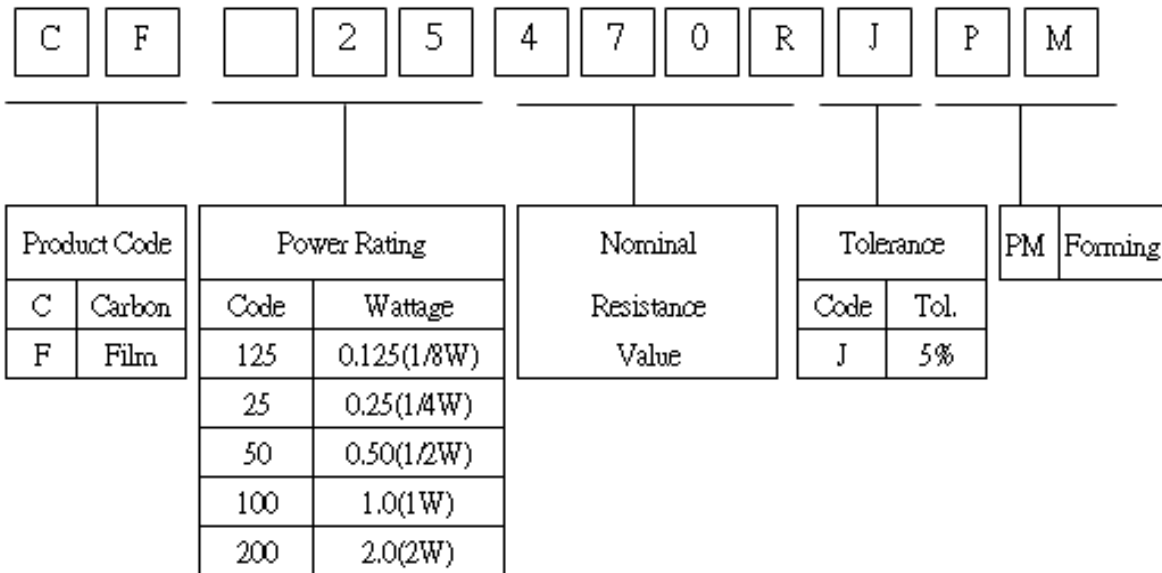 C F 2 5 4 7 0 R J P M
Product Code Power Rating Nominal Tolerance PM Forming
C Carbon Code Wattage Resistance Code Tol.
F Film 125 0.125(1/8W) Value J 5%
25 0.25(1/4W)
50 0.50(1/2W)
100 1.0(1W)
200 2.0(2W)